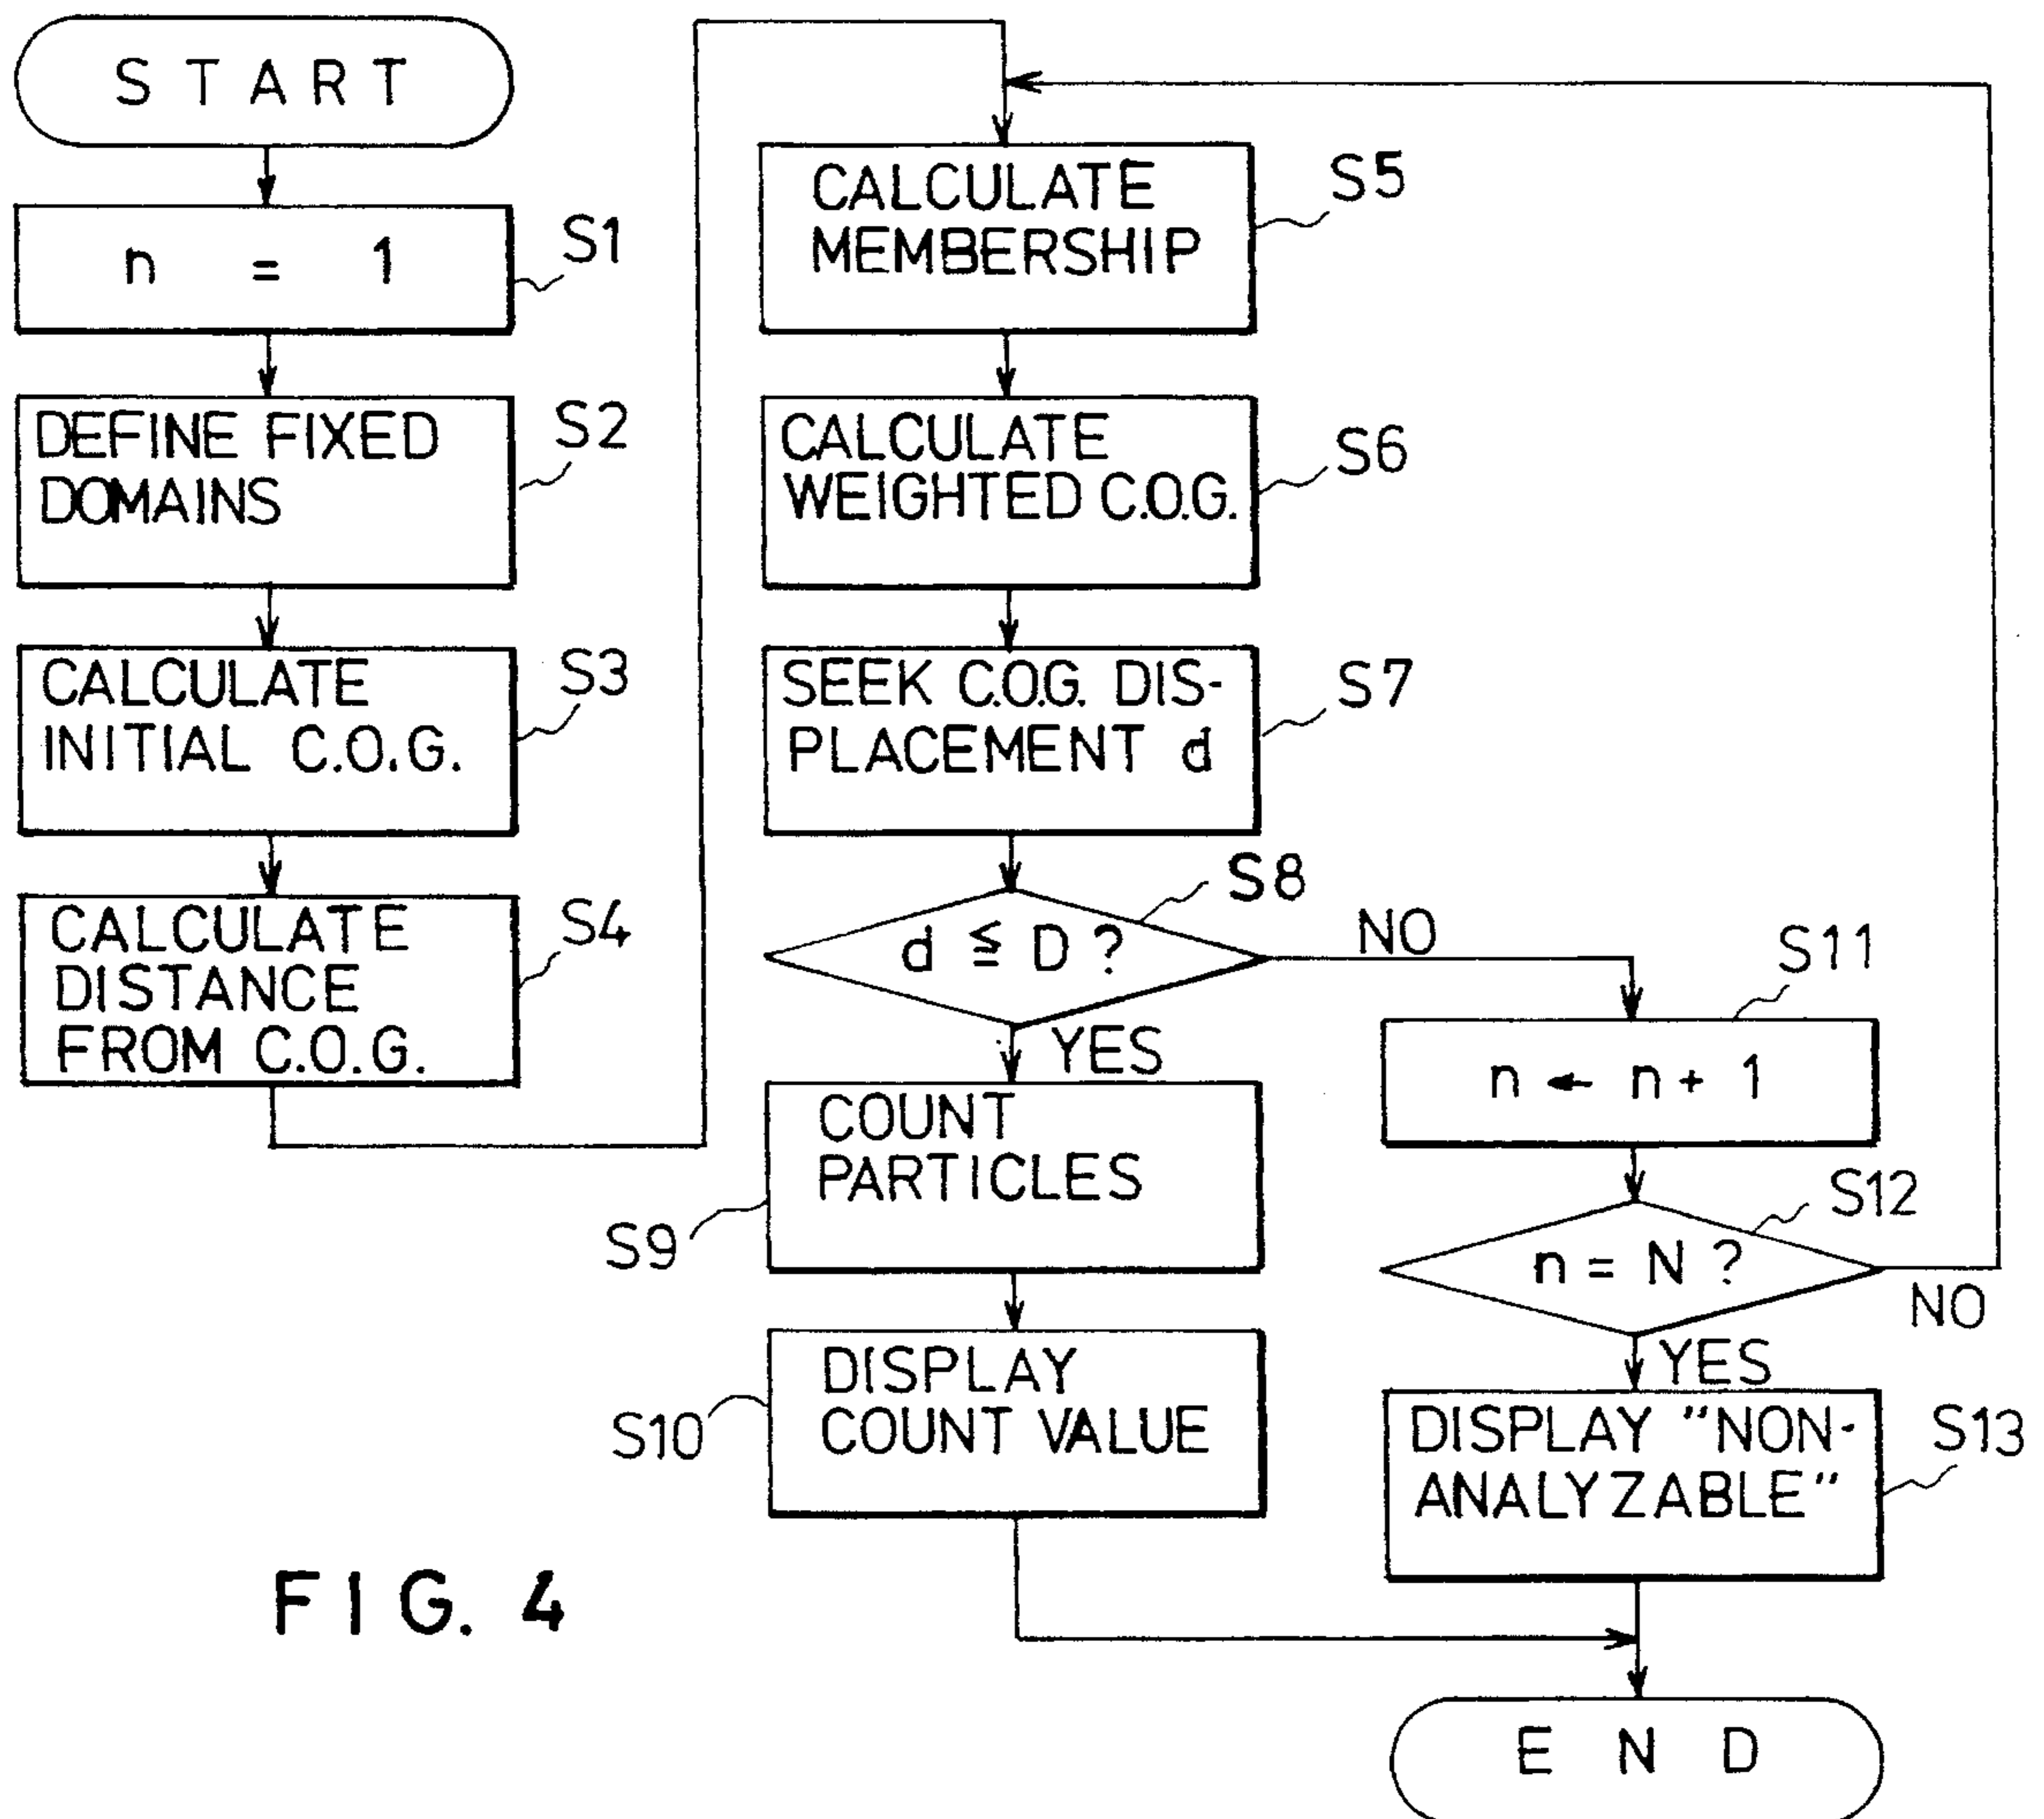 START
n = 1
S1
DEFINE FIXED
DOMAINS
S2
CALCULATE
INITIAL C.O.G.
S3
CALCULATE
DISTANCE
FROM C.O.G.
S4
CALCULATE
MEMBERSHIP
S5
CALCULATE
WEIGHTED C.O.G.
S6
SEEK C.O.G. DIS-
PLACEMENT d
S7
d ≦ D?
S8
NO
YES
COUNT
PARTICLES
S9
DISPLAY
COUNT VALUE
S10
n ← n + 1
S11
n = N?
S12
NO
YES
DISPLAY "NON-
ANALYZABLE"
S13
END
FIG. 4